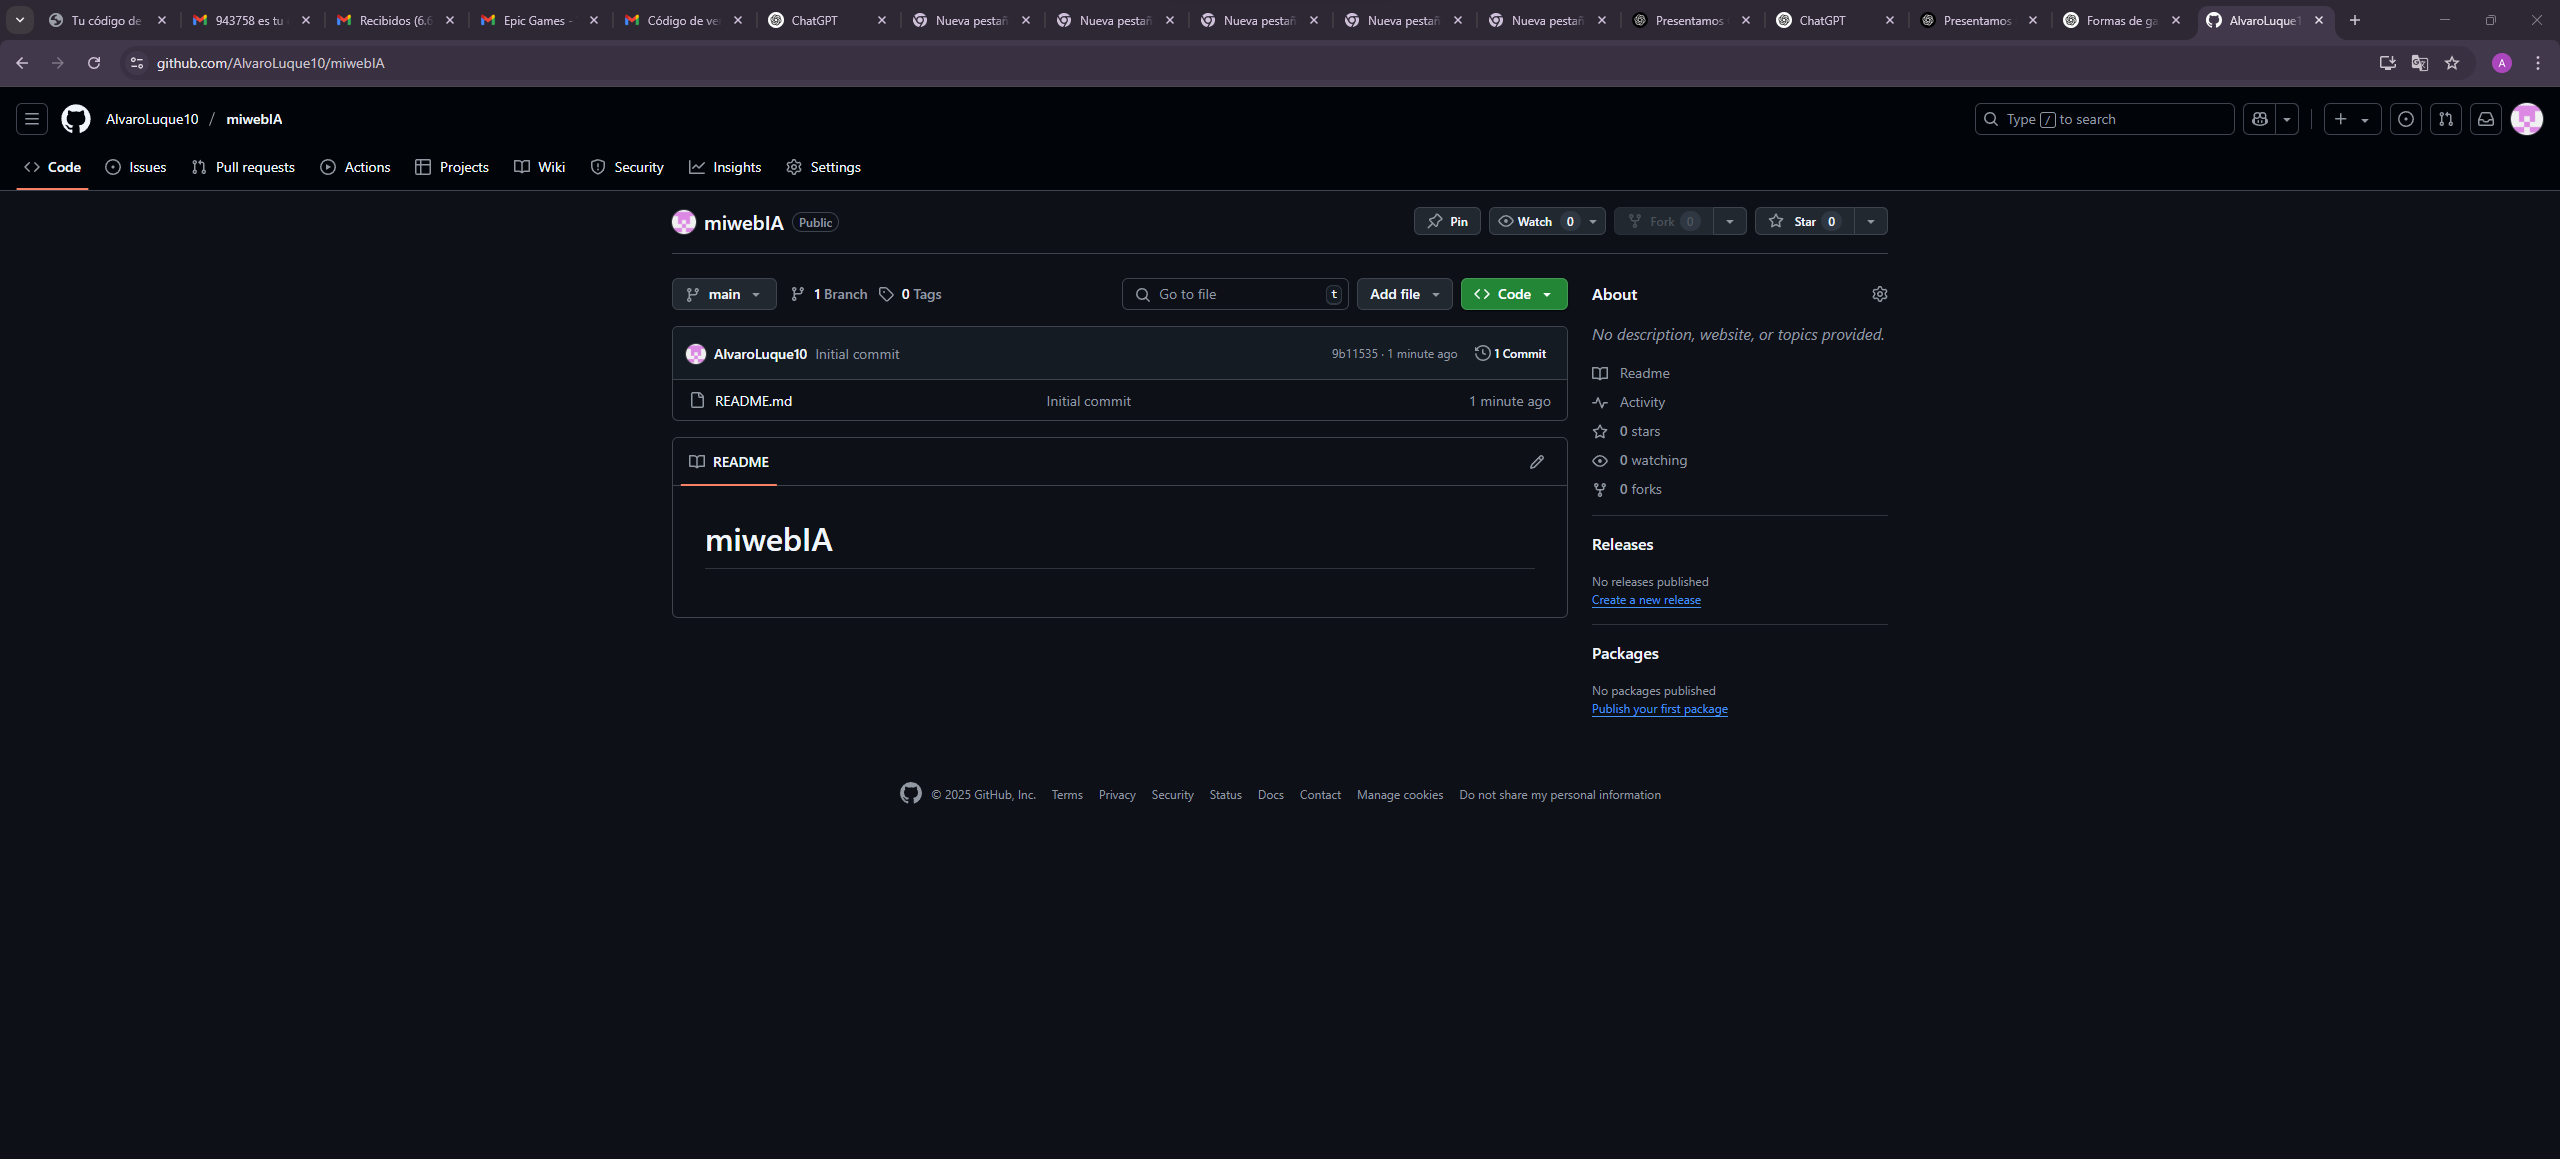 Tu código de
943758 es tu
Recibidos (6.6
Epic Games -
Código de ve
ChatGPT
Nueva pestañ
Nueva pestañ
Nueva pestañ
Nueva pestañ
Nueva pestañ
Presentamos
ChatGPT
Presentamos
Formas de ga
AlvaroLuque1
github.com/AlvaroLuque10/miwebIA
A
AlvaroLuque10 / miwebIA
Type / to search
Code Issues Pull requests Actions Projects Wiki Security Insights Settings
miwebIA Public
Pin Watch 0 Fork 0 Star 0
main 1 Branch 0 Tags
Go to file t Add file Code
AlvaroLuque10 Initial commit 9b11535 · 1 minute ago 1 Commit
README.md Initial commit 1 minute ago
README
miwebIA
About
No description, website, or topics provided.
Readme
Activity
0 stars
0 watching
0 forks
Releases
No releases published
Create a new release
Packages
No packages published
Publish your first package
© 2025 GitHub, Inc. Terms Privacy Security Status Docs Contact Manage cookies Do not share my personal information